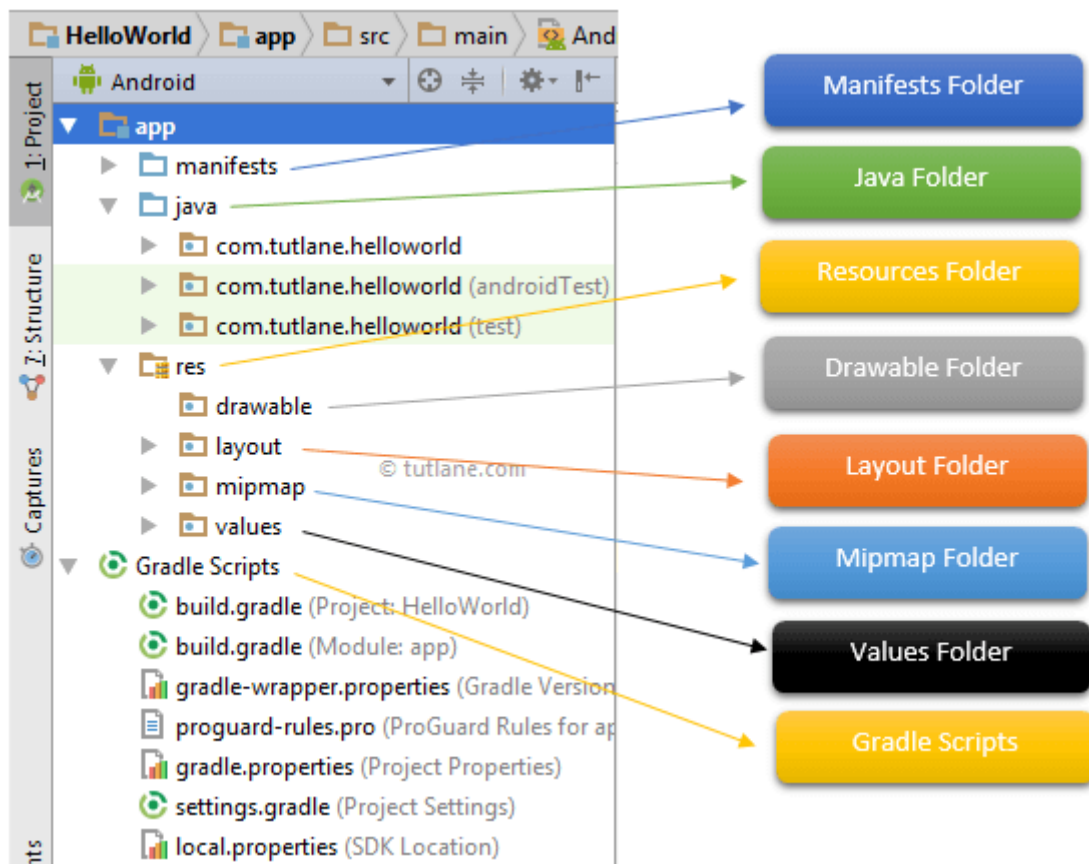 HelloWorld app src main And
Android
1: Project
7: Structure
Captures
nts
app
manifests
java
com.tutlane.helloworld
com.tutlane.helloworld (androidTest)
com.tutlane.helloworld (test)
res
drawable
layout
© tutlane.com
mipmap
values
Gradle Scripts
build.gradle (Project: HelloWorld)
build.gradle (Module: app)
gradle-wrapper.properties (Gradle Version
proguard-rules.pro (ProGuard Rules for ap
gradle.properties (Project Properties)
settings.gradle (Project Settings)
local.properties (SDK Location)
Manifests Folder
Java Folder
Resources Folder
Drawable Folder
Layout Folder
Mipmap Folder
Values Folder
Gradle Scripts